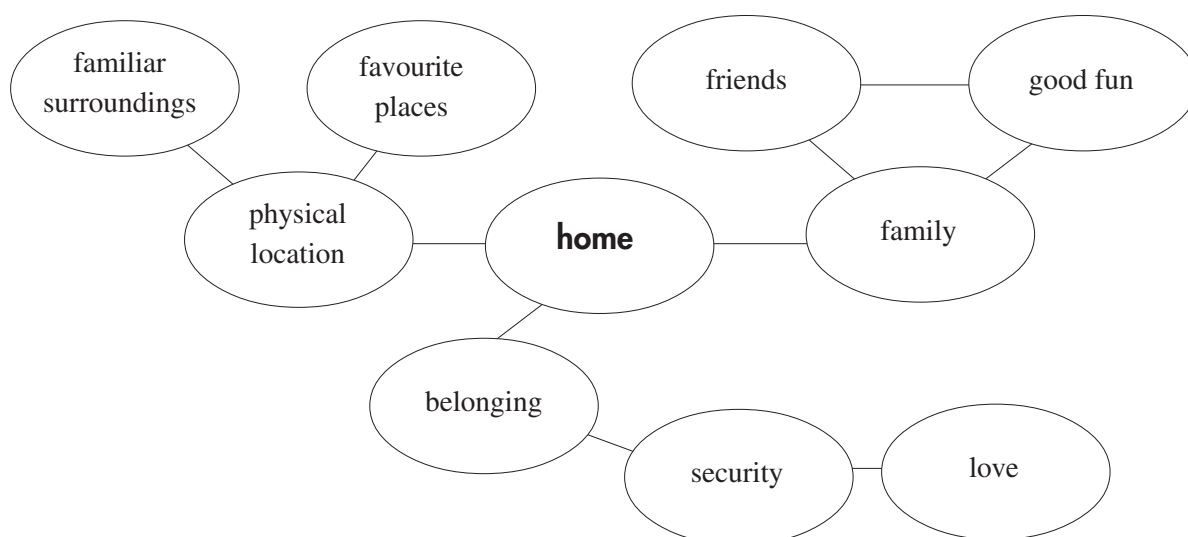 familiar
surroundings
favourite
places
friends
good fun
physical
location
home
family
belonging
security
love